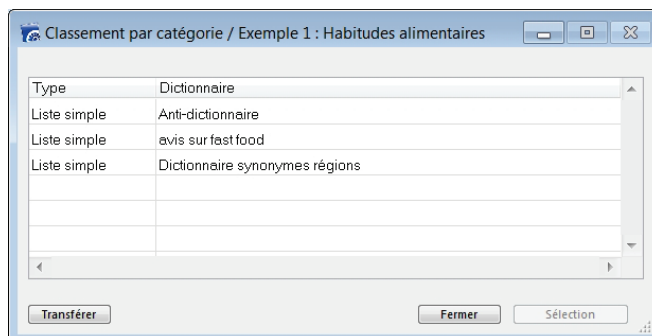 Classement par catégorie / Exemple 1 : Habitudes alimentaires
Type Dictionnaire
Liste simple Anti-dictionnaire
Liste simple avis sur fast food
Liste simple Dictionnaire synonymes régions
Transférer Fermer Sélection